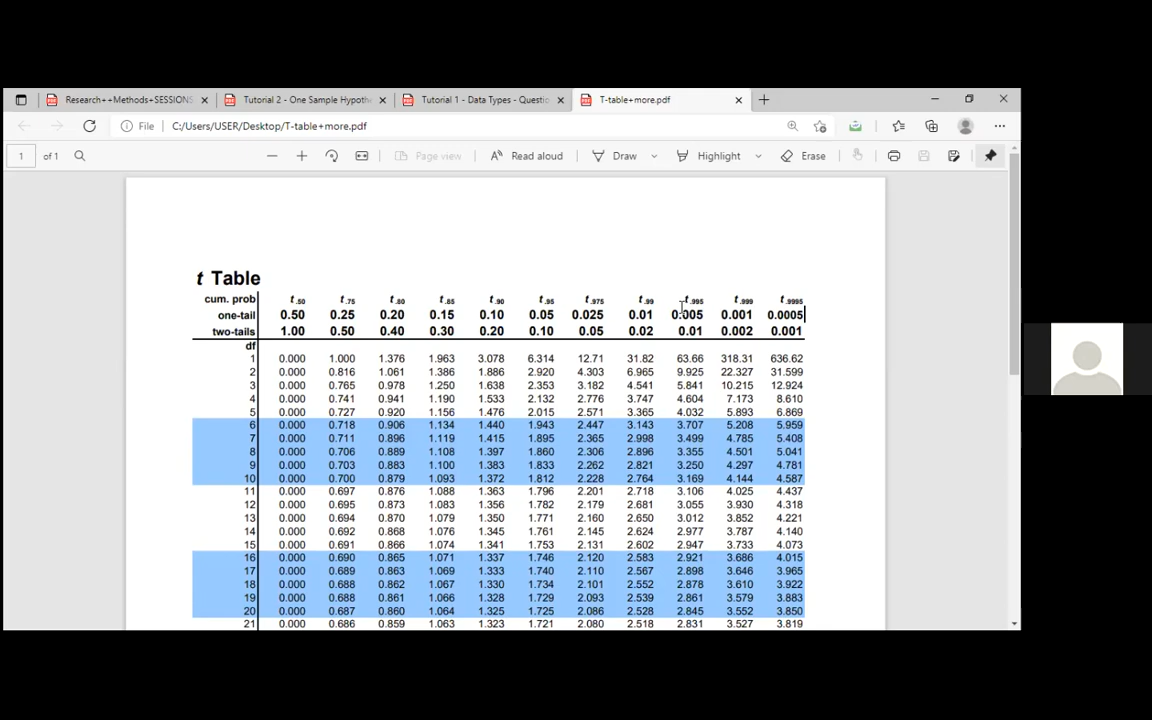 Research++Methods+SESSIONS
Tutorial 2 - One Sample Hypoth
Tutorial 1 - Data Types - Questio
T-table+more.pdf
File C:/Users/USER/Desktop/T-table+more.pdf
1 of 1 Page view Read aloud Draw Highlight Erase
t Table
cum. prob t .50 t .75 t .80 t .85 t .90 t .95 t .975 t .99 t .995 t .999 t .9995
one-tail 0.50 0.25 0.20 0.15 0.10 0.05 0.025 0.01 0.005 0.001 0.0005
two-tails 1.00 0.50 0.40 0.30 0.20 0.10 0.05 0.02 0.01 0.002 0.001
df
1 0.000 1.000 1.376 1.963 3.078 6.314 12.71 31.82 63.66 318.31 636.62
2 0.000 0.816 1.061 1.386 1.886 2.920 4.303 6.965 9.925 22.327 31.599
3 0.000 0.765 0.978 1.250 1.638 2.353 3.182 4.541 5.841 10.215 12.924
4 0.000 0.741 0.941 1.190 1.533 2.132 2.776 3.747 4.604 7.173 8.610
5 0.000 0.727 0.920 1.156 1.476 2.015 2.571 3.365 4.032 5.893 6.869
6 0.000 0.718 0.906 1.134 1.440 1.943 2.447 3.143 3.707 5.208 5.959
7 0.000 0.711 0.896 1.119 1.415 1.895 2.365 2.998 3.499 4.785 5.408
8 0.000 0.706 0.889 1.108 1.397 1.860 2.306 2.896 3.355 4.501 5.041
9 0.000 0.703 0.883 1.100 1.383 1.833 2.262 2.821 3.250 4.297 4.781
10 0.000 0.700 0.879 1.093 1.372 1.812 2.228 2.764 3.169 4.144 4.587
11 0.000 0.697 0.876 1.088 1.363 1.796 2.201 2.718 3.106 4.025 4.437
12 0.000 0.695 0.873 1.083 1.356 1.782 2.179 2.681 3.055 3.930 4.318
13 0.000 0.694 0.870 1.079 1.350 1.771 2.160 2.650 3.012 3.852 4.221
14 0.000 0.692 0.868 1.076 1.345 1.761 2.145 2.624 2.977 3.787 4.140
15 0.000 0.691 0.866 1.074 1.341 1.753 2.131 2.602 2.947 3.733 4.073
16 0.000 0.690 0.865 1.071 1.337 1.746 2.120 2.583 2.921 3.686 4.015
17 0.000 0.689 0.863 1.069 1.333 1.740 2.110 2.567 2.898 3.646 3.965
18 0.000 0.688 0.862 1.067 1.330 1.734 2.101 2.552 2.878 3.610 3.922
19 0.000 0.688 0.861 1.066 1.328 1.729 2.093 2.539 2.861 3.579 3.883
20 0.000 0.687 0.860 1.064 1.325 1.725 2.086 2.528 2.845 3.552 3.850
21 0.000 0.686 0.859 1.063 1.323 1.721 2.080 2.518 2.831 3.527 3.819